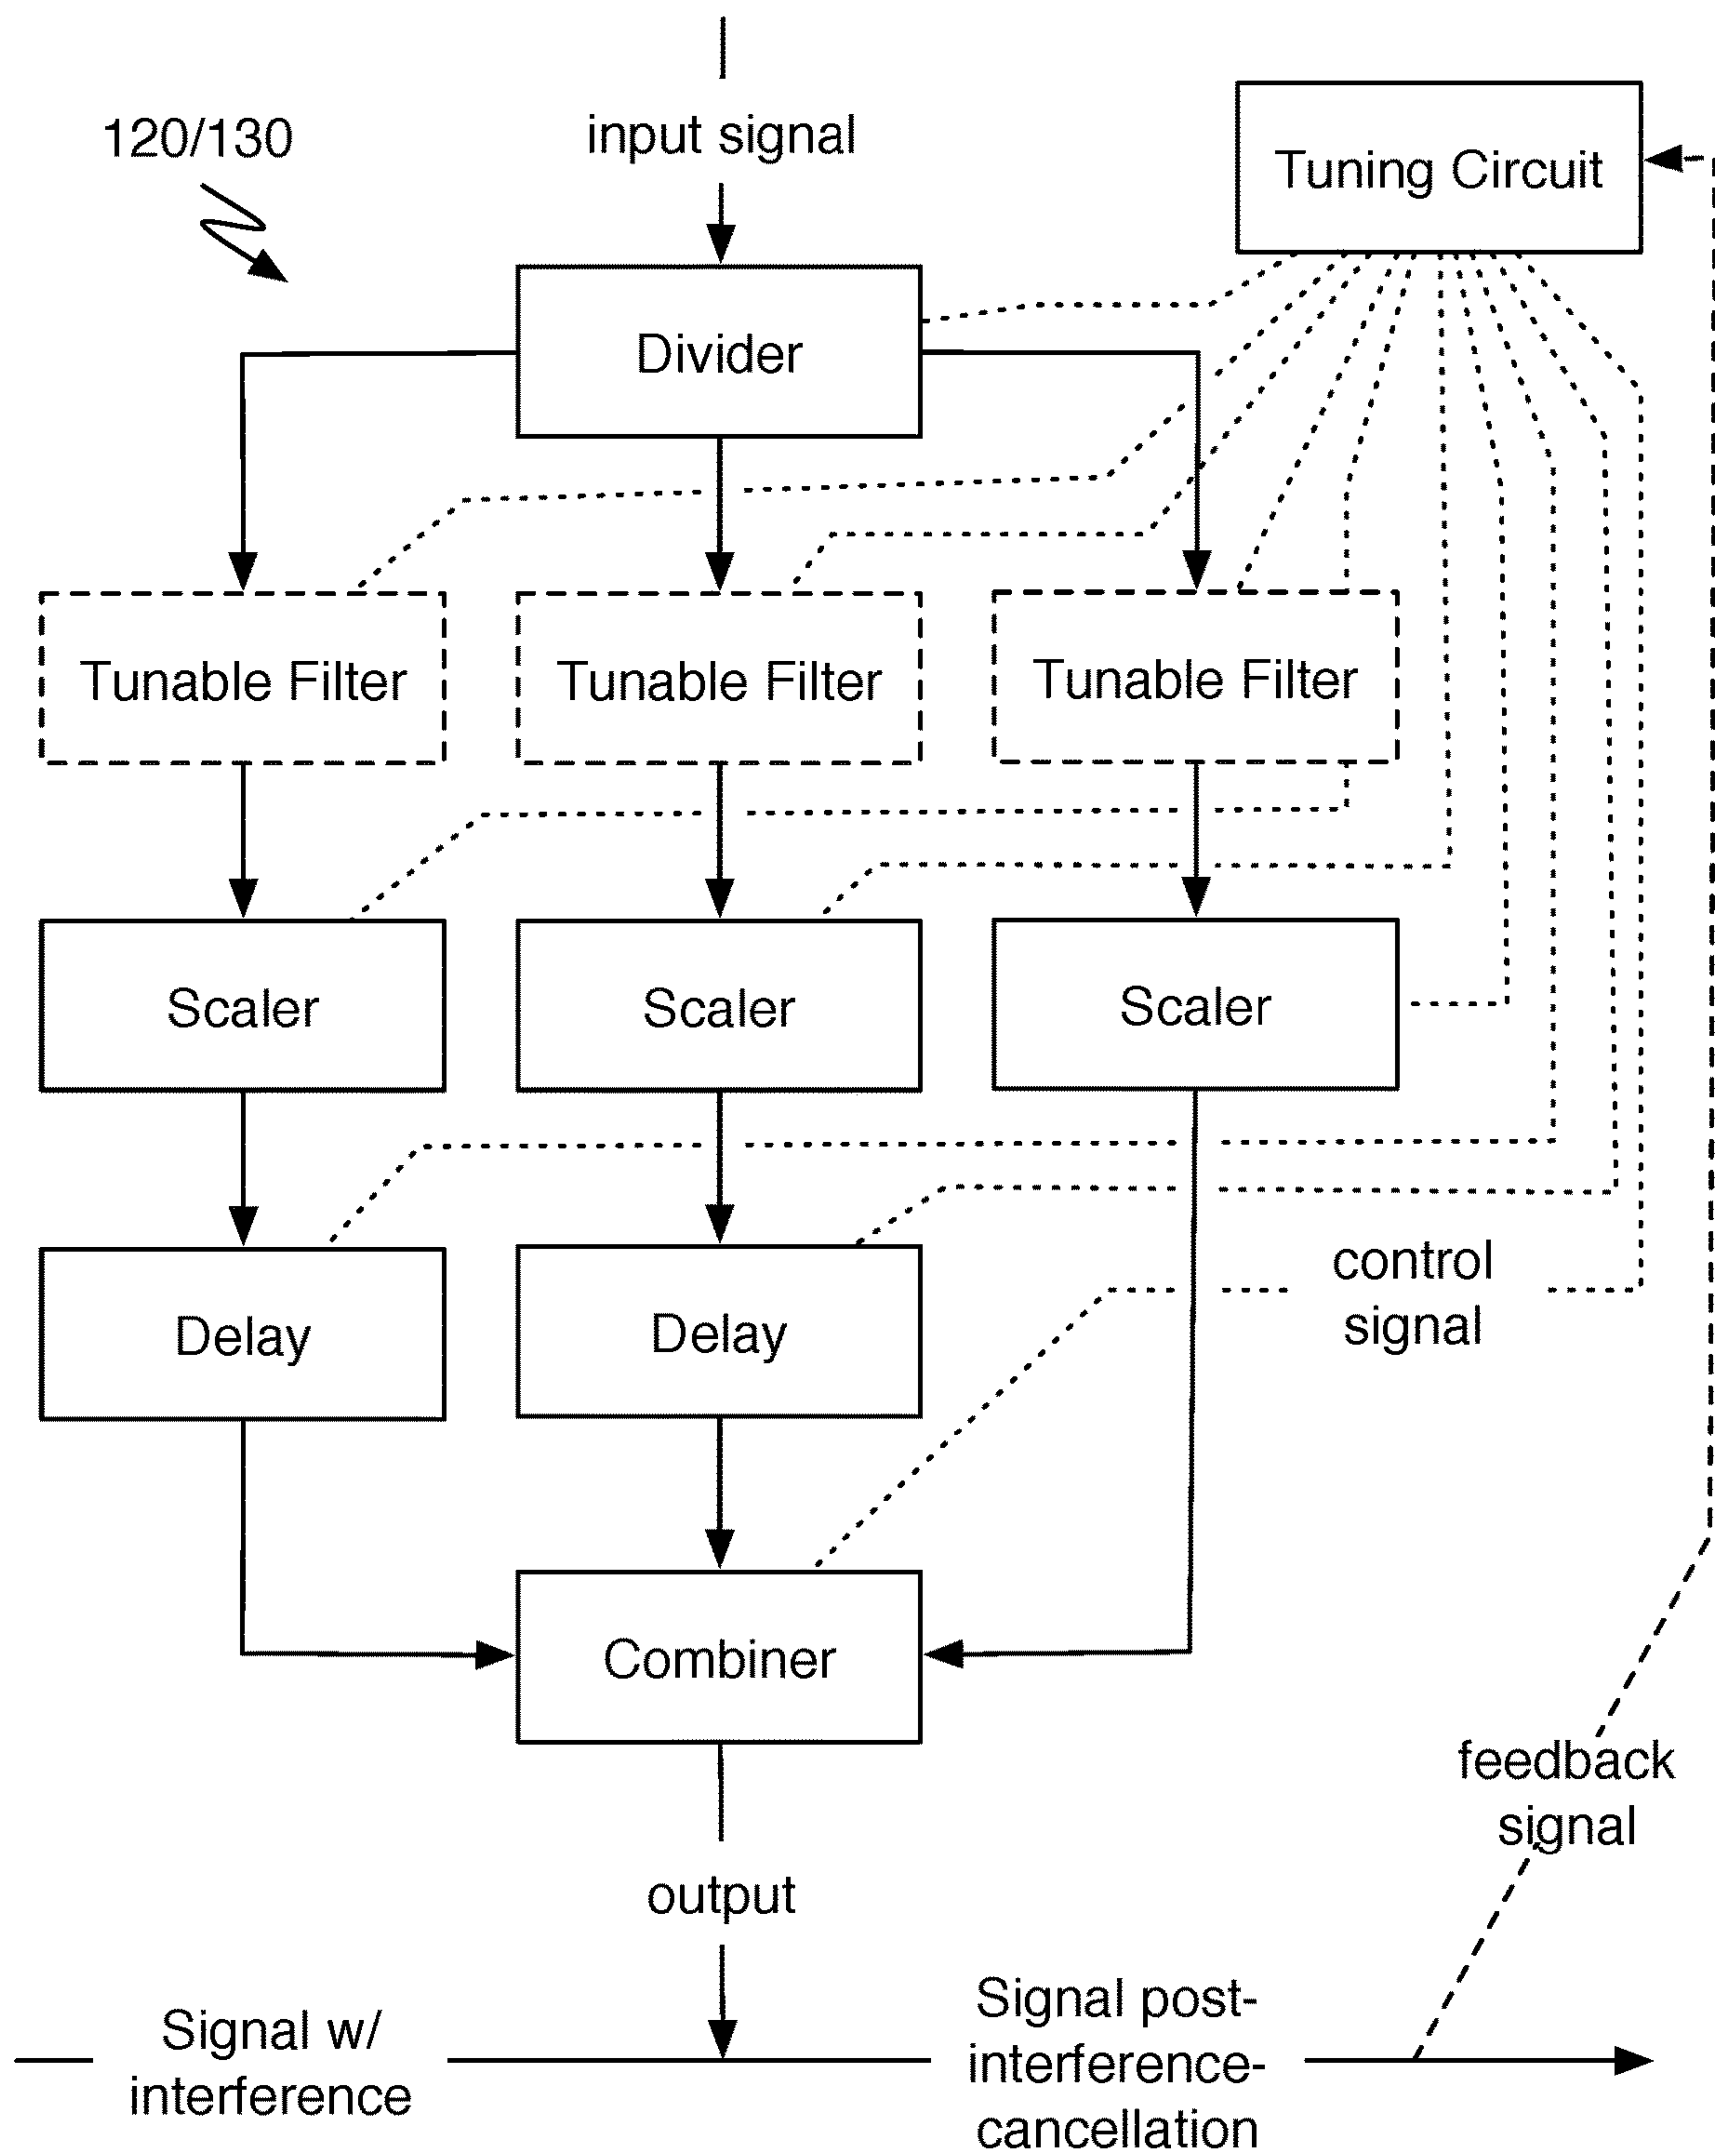 120/130
input signal
Tuning Circuit
Divider
Tunable Filter
Tunable Filter
Tunable Filter
Scaler
Scaler
Scaler
Delay
Delay
control
signal
Combiner
feedback
signal
output
Signal w/
interference
Signal post-
interference-
cancellation